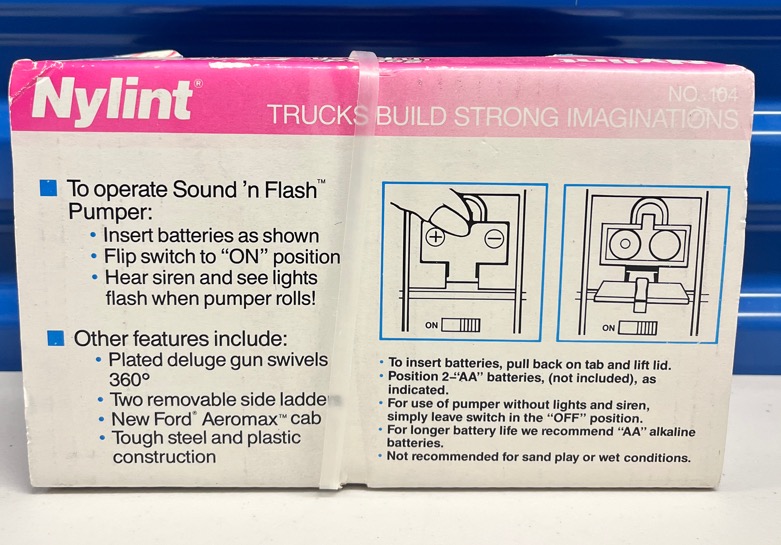 Nylint®
NO. 104
TRUCKS BUILD STRONG IMAGINATIONS
To operate Sound 'n Flash™
Pumper:
• Insert batteries as shown
• Flip switch to "ON" position
• Hear siren and see lights
flash when pumper rolls!
Other features include:
• Plated deluge gun swivels
360°
• Two removable side ladde
• New Ford® Aeromax™ cab
• Tough steel and plastic
construction
+ −
ON
ON
• To insert batteries, pull back on tab and lift lid.
• Position 2-"AA" batteries, (not included), as
indicated.
• For use of pumper without lights and siren,
simply leave switch in the "OFF" position.
• For longer battery life we recommend "AA" alkaline
batteries.
• Not recommended for sand play or wet conditions.